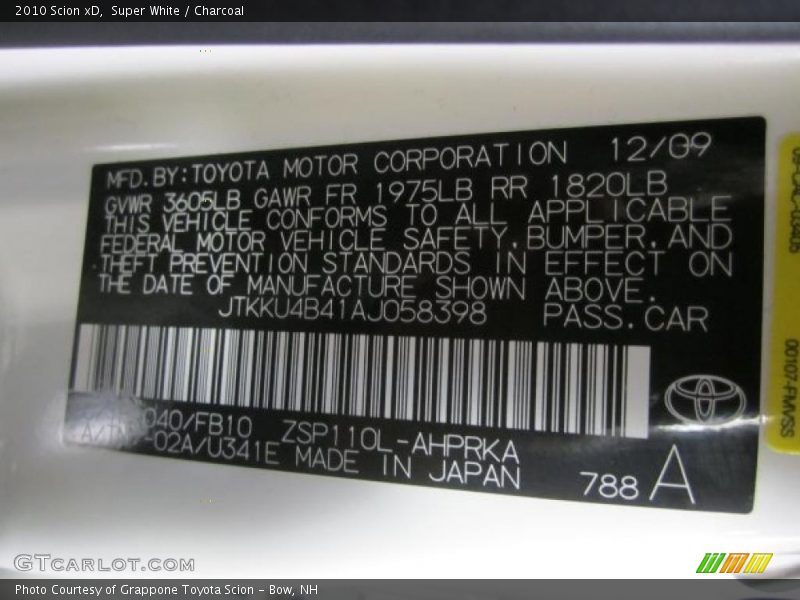 2010 Scion xD,  Super White / Charcoal
MFD.BY:TOYOTA MOTOR CORPORATION 12/09
GVWR 3605LB GAWR FR 1975LB RR 1820LB
THIS VEHICLE CONFORMS TO ALL APPLICABLE
FEDERAL MOTOR VEHICLE SAFETY,BUMPER,AND
THEFT PREVENTION STANDARDS IN EFFECT ON
THE DATE OF MANUFACTURE SHOWN ABOVE.
JTKKU4B41AJ058398 PASS.CAR
040/FB10 ZSP110L-AHPRKA
-02A/U341E MADE IN JAPAN
788 A
00107-FMVSS
GTCarLot.com
Photo Courtesy of Grappone Toyota Scion - Bow, NH